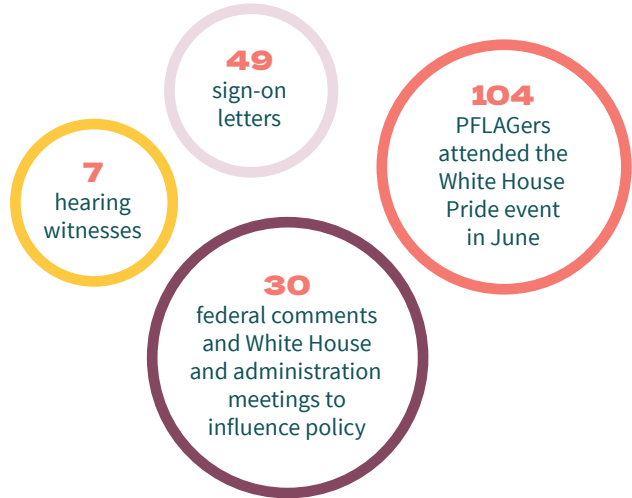 49
sign-on
letters
104
PFLAGers
attended the
White House
Pride event
in June
7
hearing
witnesses
30
federal comments
and White House
and administration
meetings to
influence policy